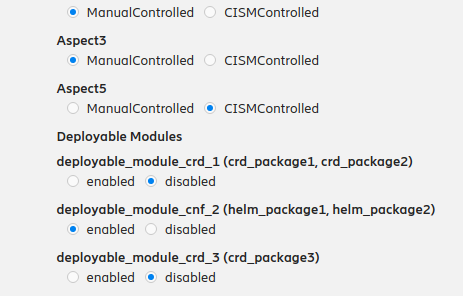 ManualControlled CISMControlled
Aspect3
ManualControlled CISMControlled
Aspect5
ManualControlled CISMControlled
Deployable Modules
deployable_module_crd_1 (crd_package1, crd_package2)
enabled disabled
deployable_module_cnf_2 (helm_package1, helm_package2)
enabled disabled
deployable_module_crd_3 (crd_package3)
enabled disabled